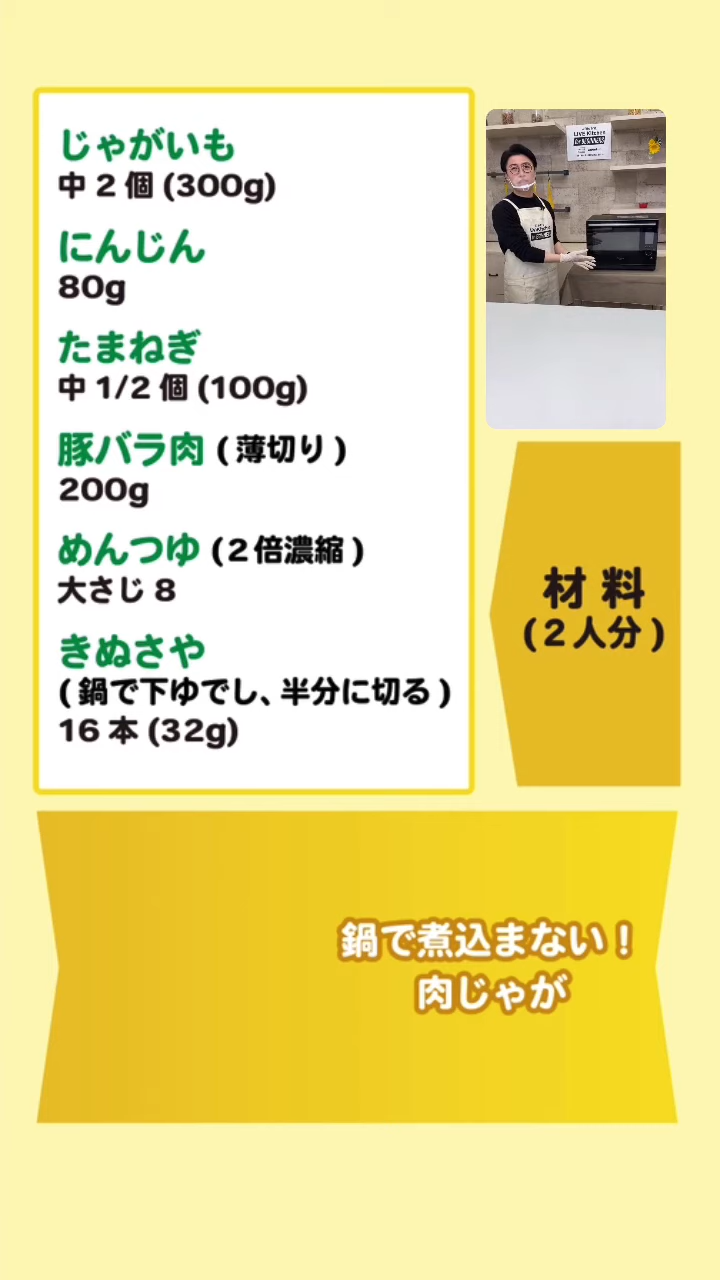 じゃがいも
中2個(300g)
にんじん
80g
たまねぎ
中1/2個(100g)
豚バラ肉(薄切り)
200g
めんつゆ(2倍濃縮)
大さじ8
きぬさや
(鍋で下ゆでし、半分に切る)
16本(32g)
LIVE Kitchen
for BEGINNERS
材料
(2人分)
鍋で煮込まない!
肉じゃが